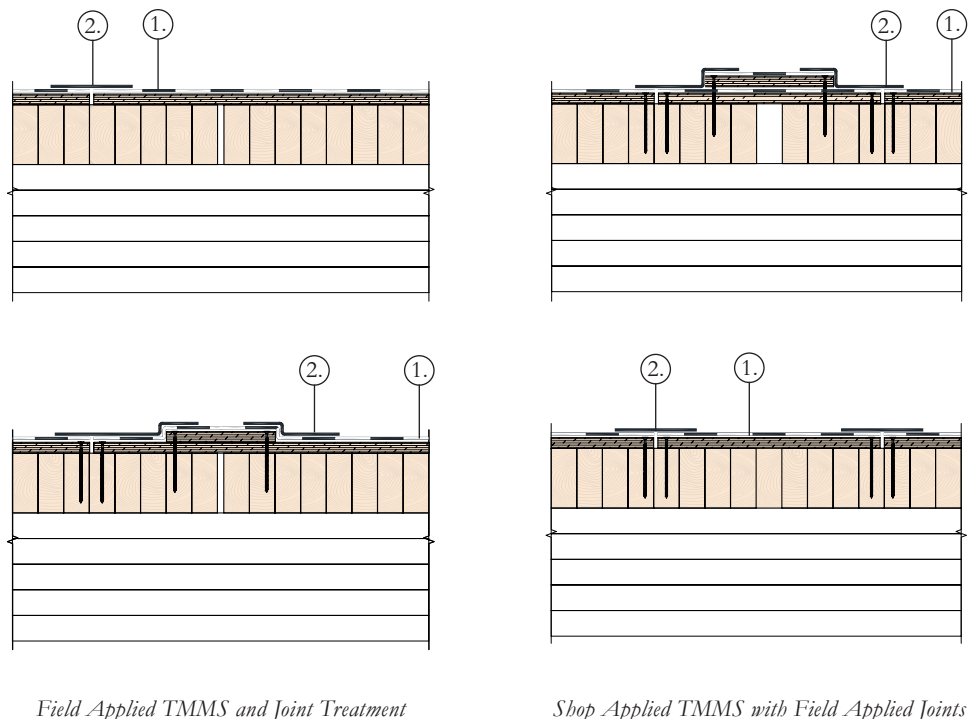 2. 1.
2. 1.
2. 1.
2. 1.
Field Applied TMMS and Joint Treatment
Shop Applied TMMS with Field Applied Joints